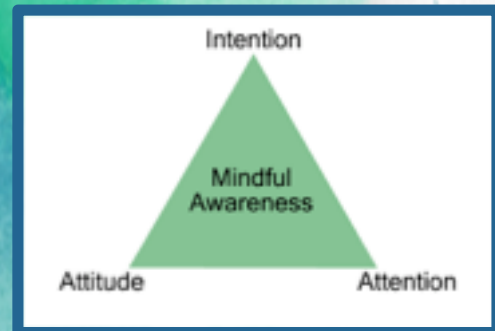 Intention
Mindful
Awareness
Attitude
Attention